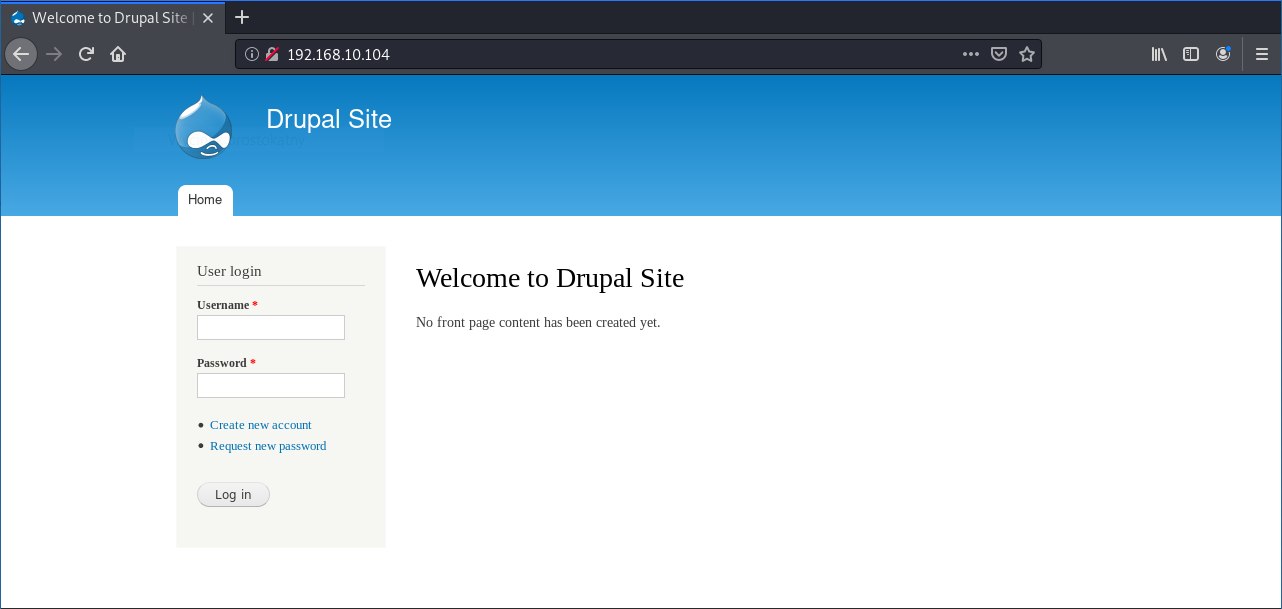 Welcome to Drupal Site |
192.168.10.104
Drupal Site
Home
User login
Username *
Password *
Create new account
Request new password
Log in
Welcome to Drupal Site
No front page content has been created yet.